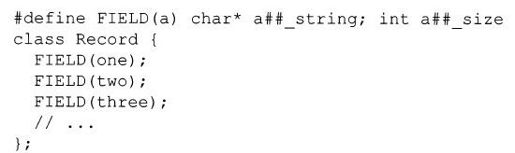 #define FIELD(a) char* a##_string; int a##_size
class Record {
  FIELD(one);
  FIELD(two);
  FIELD(three);
  // ...
};